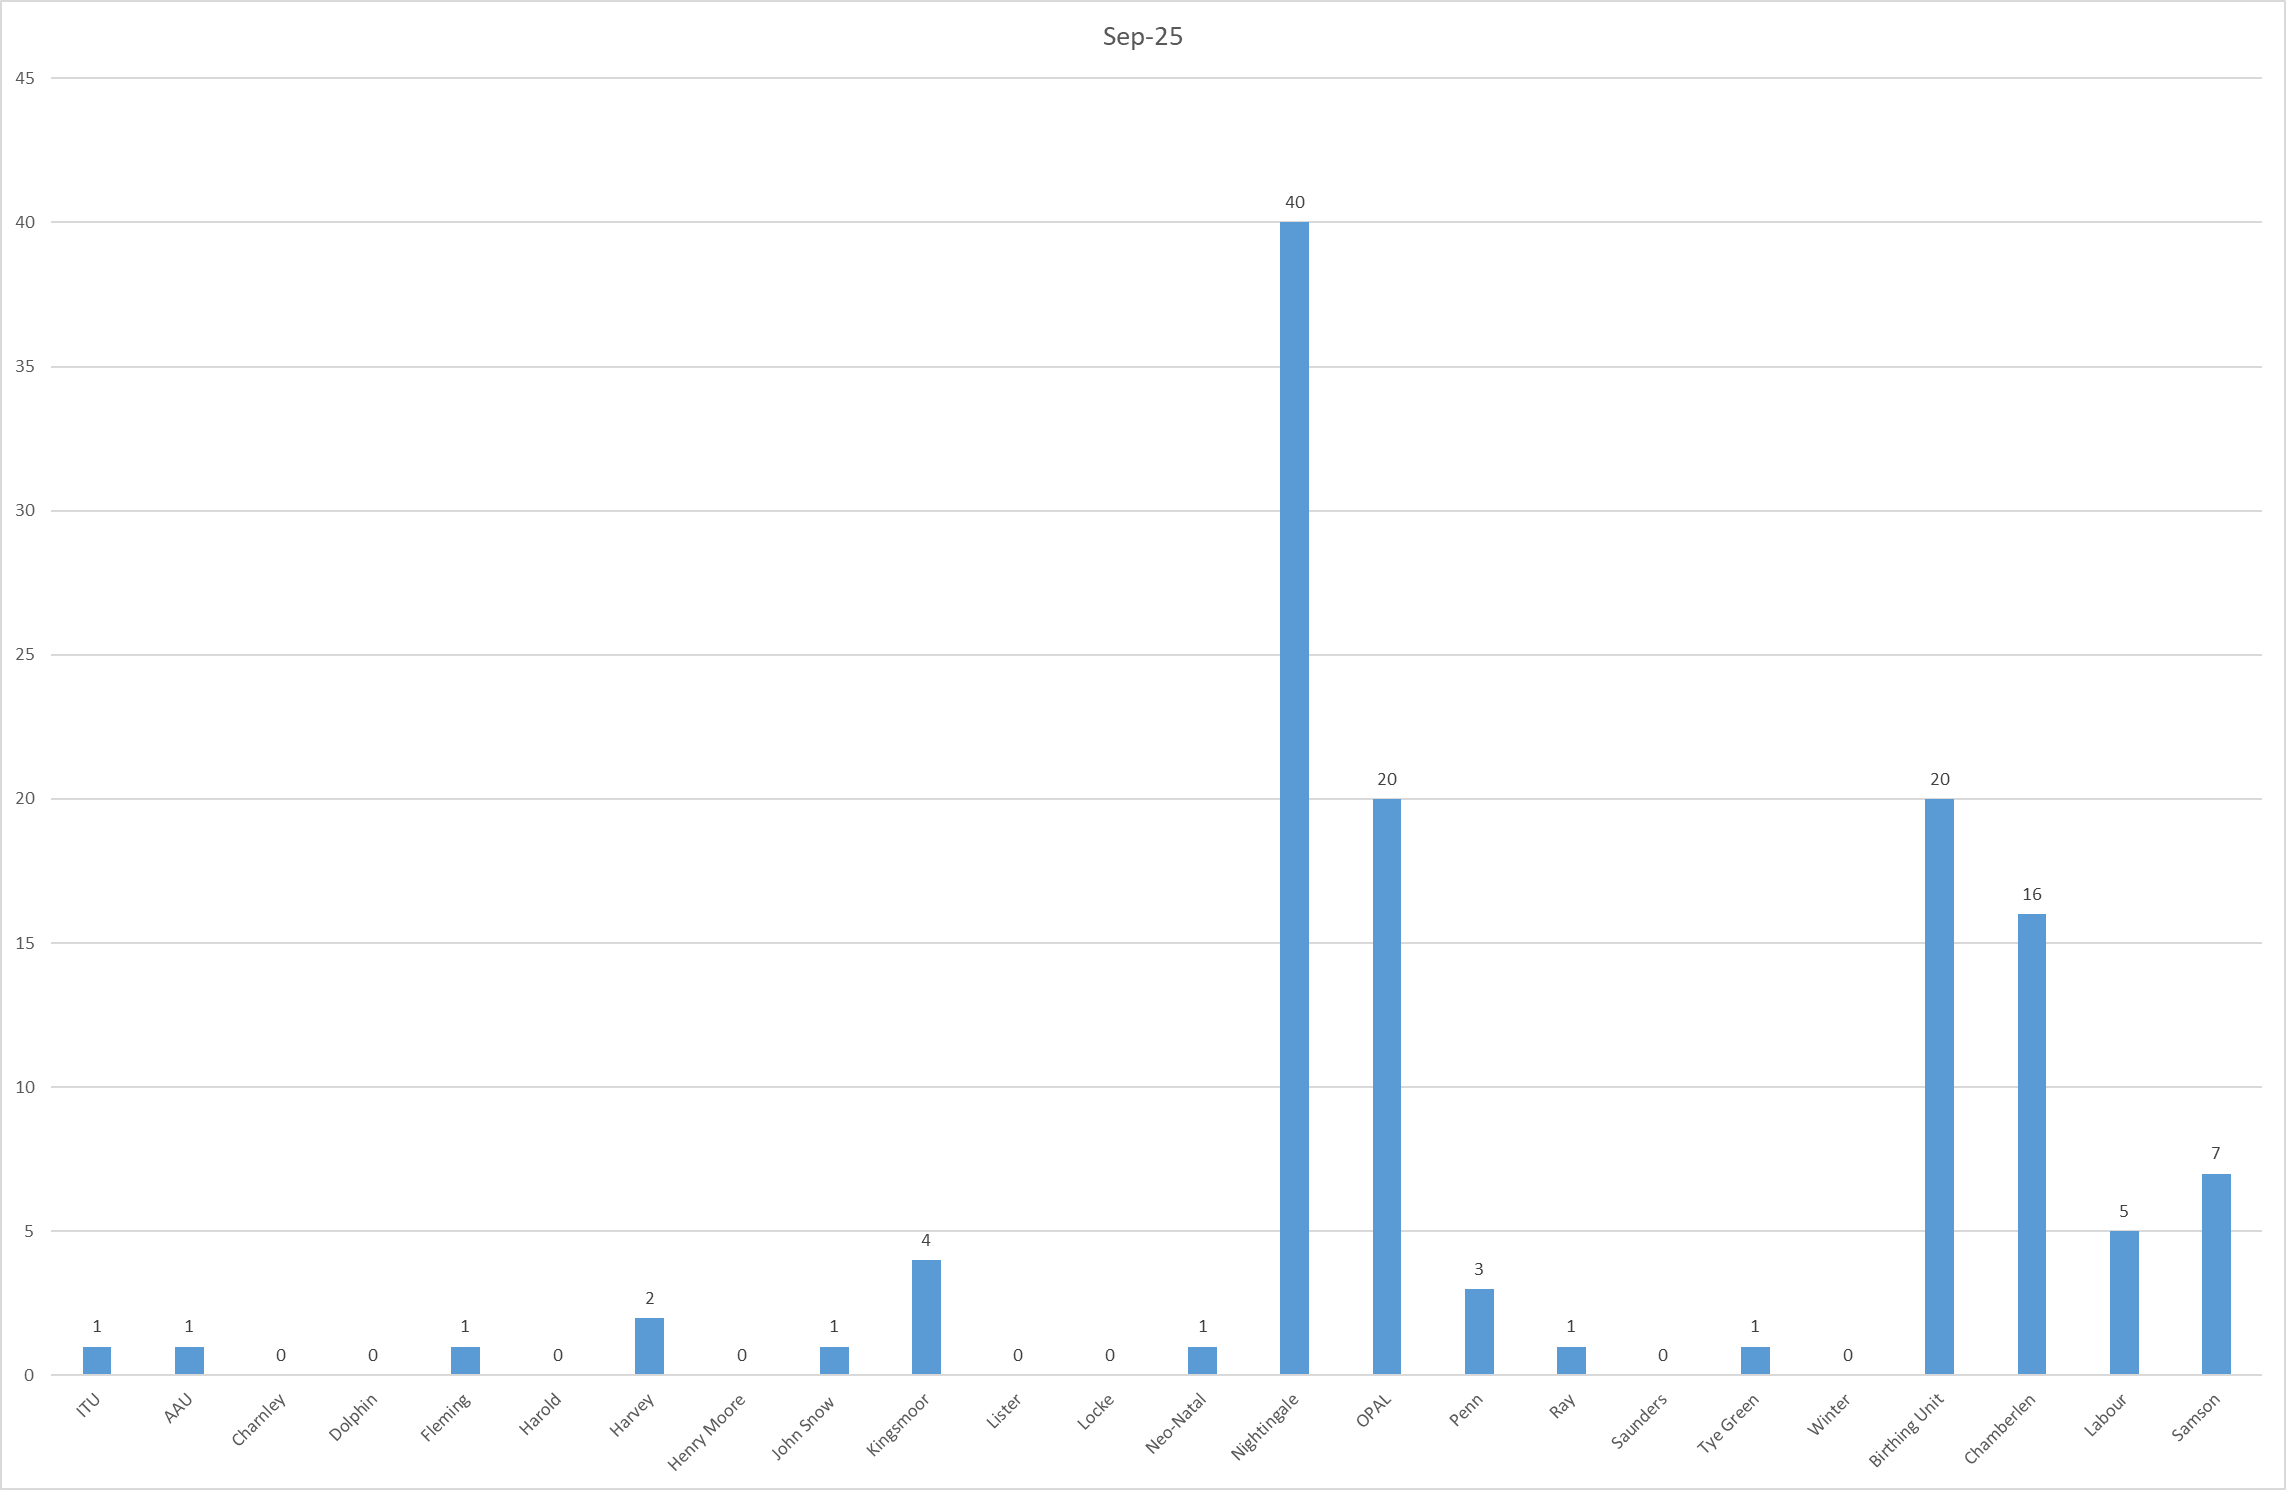 Sep-25
45
40
35
30
25
20
15
10
5
0
1
1
0
0
1
0
2
0
1
4
0
0
1
40
20
3
1
0
1
0
20
16
5
7
ITU
AAU
Charnley
Dolphin
Fleming
Harold
Harvey
Henry Moore
John Snow
Kingsmoor
Lister
Locke
Neo-Natal
Nightingale
OPAL
Penn
Ray
Saunders
Tye Green
Winter
Birthing Unit
Chamberlen
Labour
Samson